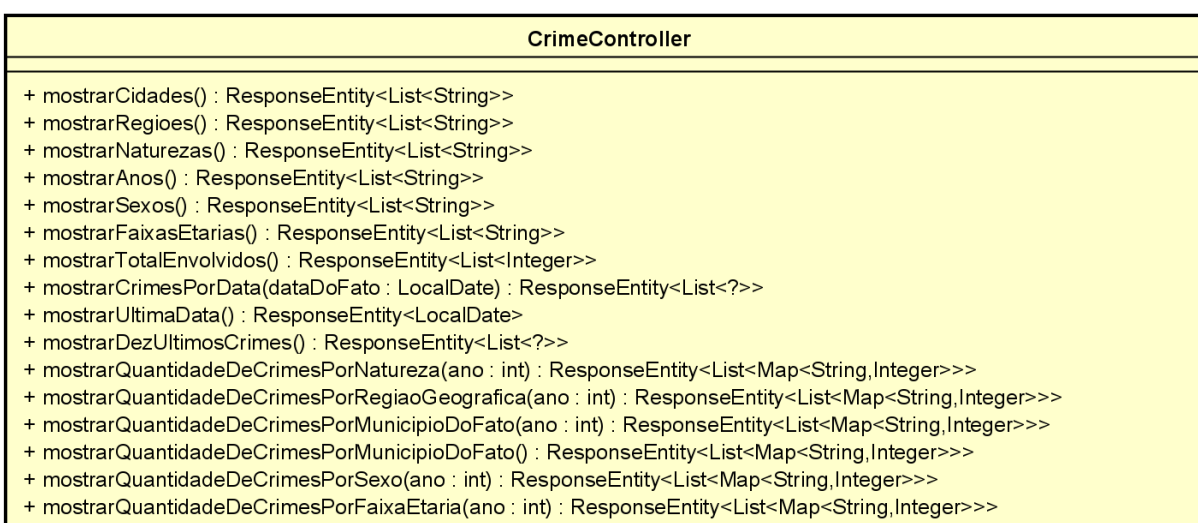 CrimeController
+ mostrarCidades() : ResponseEntity<List<String>>
+ mostrarRegioes() : ResponseEntity<List<String>>
+ mostrarNaturezas() : ResponseEntity<List<String>>
+ mostrarAnos() : ResponseEntity<List<String>>
+ mostrarSexos() : ResponseEntity<List<String>>
+ mostrarFaixasEtarias() : ResponseEntity<List<String>>
+ mostrarTotalEnvolvidos() : ResponseEntity<List<Integer>>
+ mostrarCrimesPorData(dataDoFato : LocalDate) : ResponseEntity<List<?>>
+ mostrarUltimaData() : ResponseEntity<LocalDate>
+ mostrarDezUltimosCrimes() : ResponseEntity<List<?>>
+ mostrarQuantidadeDeCrimesPorNatureza(ano : int) : ResponseEntity<List<Map<String,Integer>>>
+ mostrarQuantidadeDeCrimesPorRegiaoGeografica(ano : int) : ResponseEntity<List<Map<String,Integer>>>
+ mostrarQuantidadeDeCrimesPorMunicipioDoFato(ano : int) : ResponseEntity<List<Map<String,Integer>>>
+ mostrarQuantidadeDeCrimesPorMunicipioDoFato() : ResponseEntity<List<Map<String,Integer>>>
+ mostrarQuantidadeDeCrimesPorSexo(ano : int) : ResponseEntity<List<Map<String,Integer>>>
+ mostrarQuantidadeDeCrimesPorFaixaEtaria(ano : int) : ResponseEntity<List<Map<String,Integer>>>